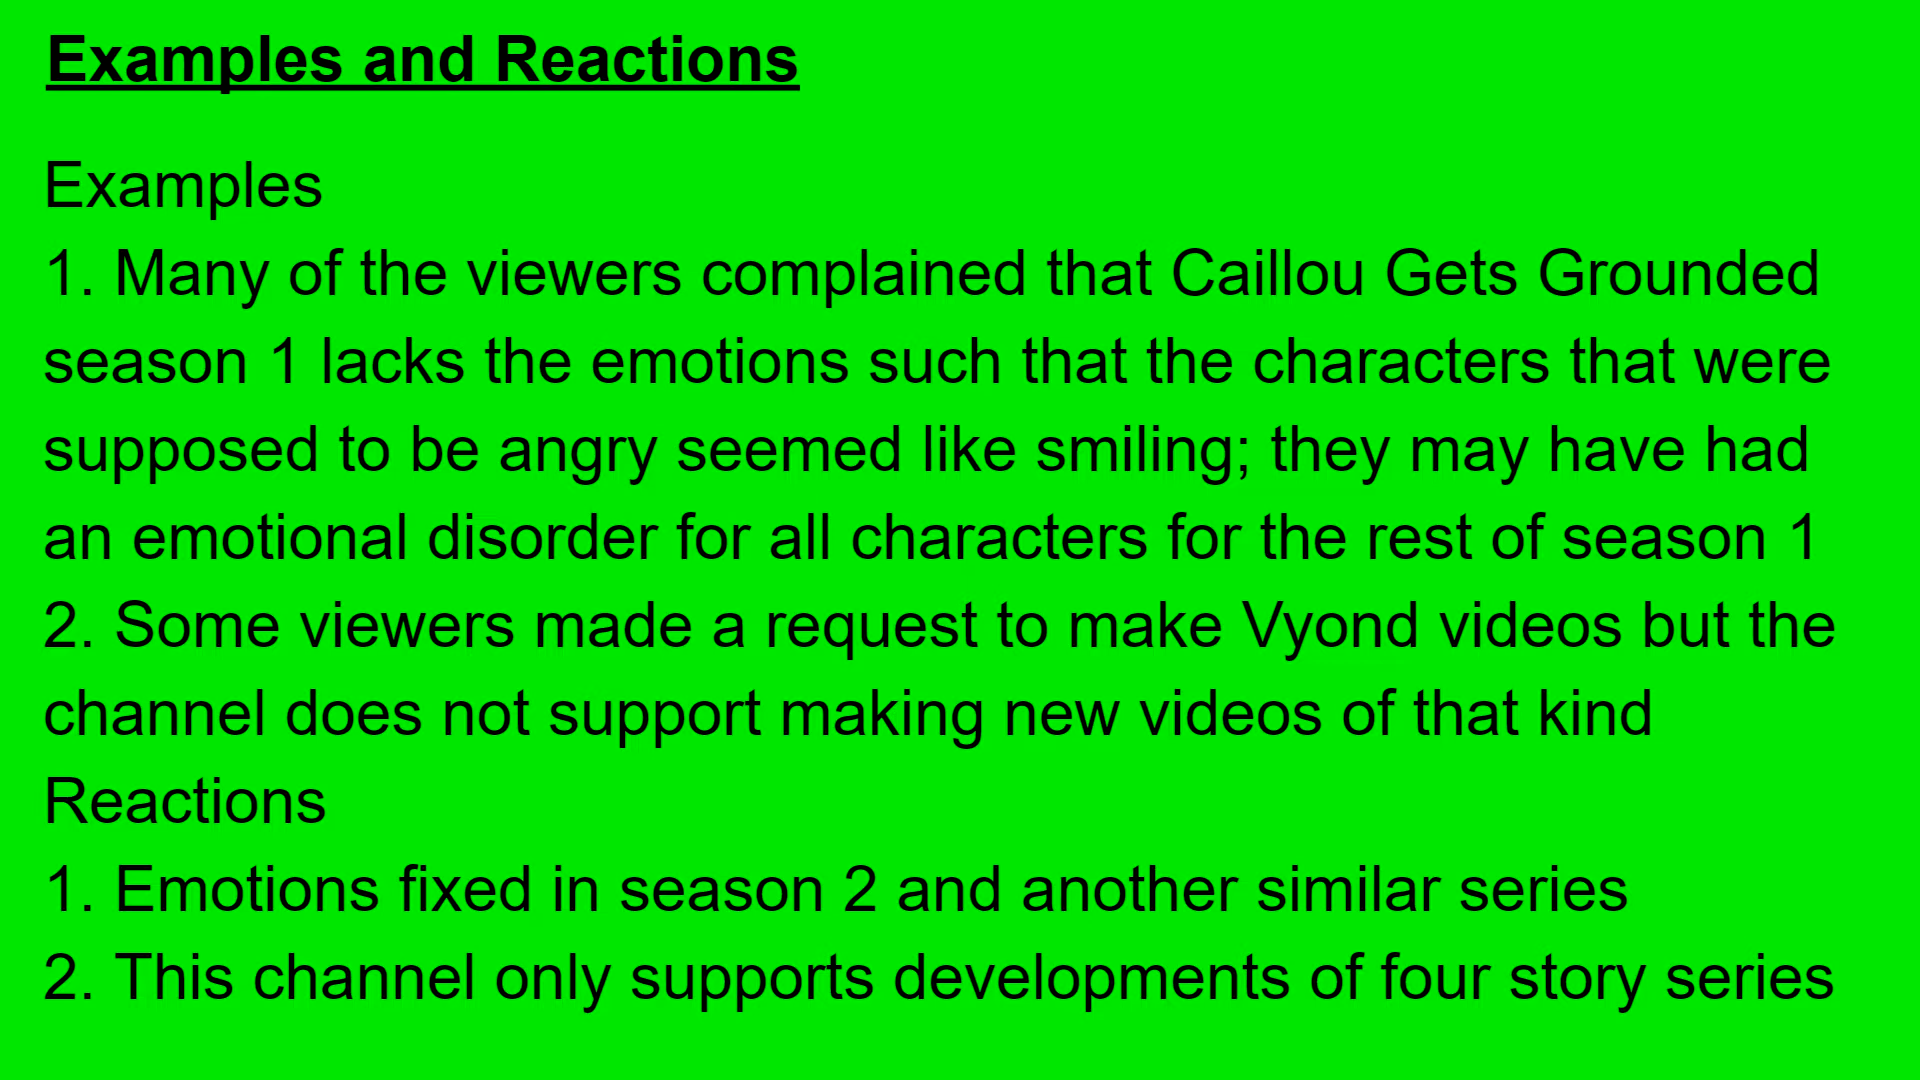 Examples and Reactions
Examples
1. Many of the viewers complained that Caillou Gets Grounded
season 1 lacks the emotions such that the characters that were
supposed to be angry seemed like smiling; they may have had
an emotional disorder for all characters for the rest of season 1
2. Some viewers made a request to make Vyond videos but the
channel does not support making new videos of that kind
Reactions
1. Emotions fixed in season 2 and another similar series
2. This channel only supports developments of four story series